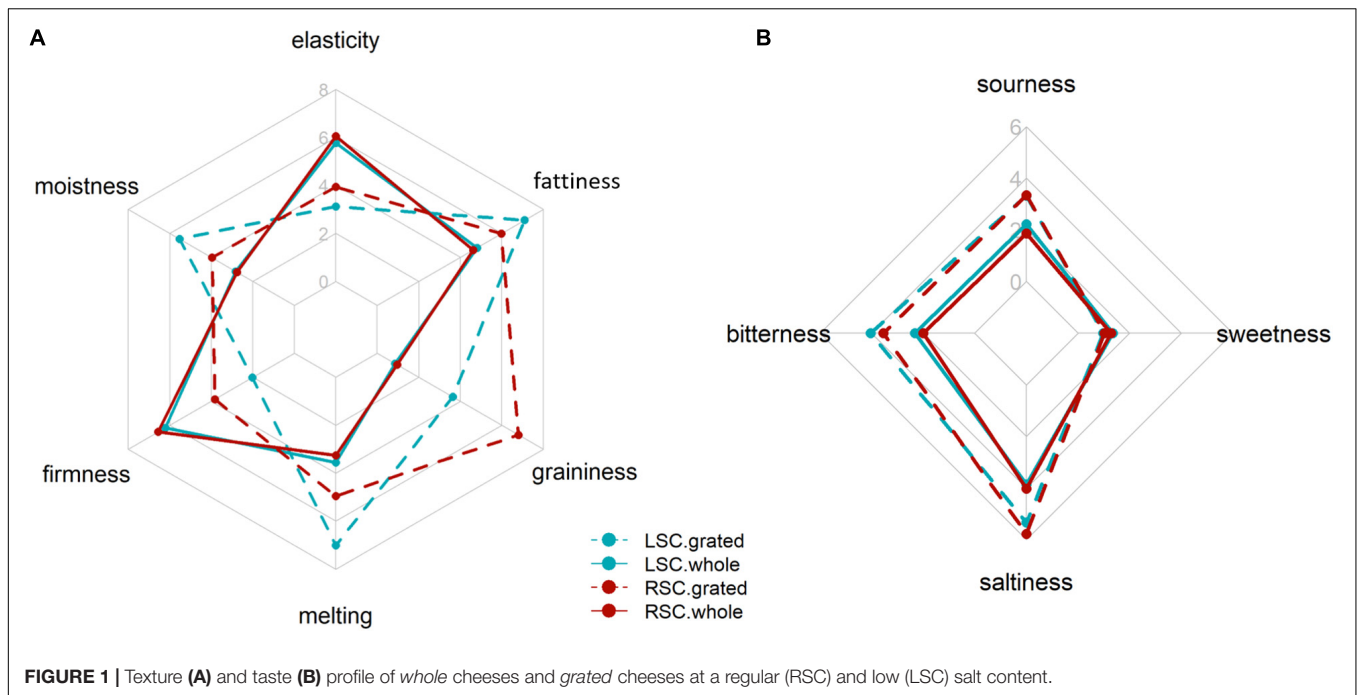 A
elasticity
8
6
4
2
0
moistness
fattiness
firmness
graininess
melting
LSC.grated
LSC.whole
RSC.grated
RSC.whole
B
sourness
6
4
2
0
bitterness
sweetness
saltiness
FIGURE 1 | Texture (A) and taste (B) profile of whole cheeses and grated cheeses at a regular (RSC) and low (LSC) salt content.